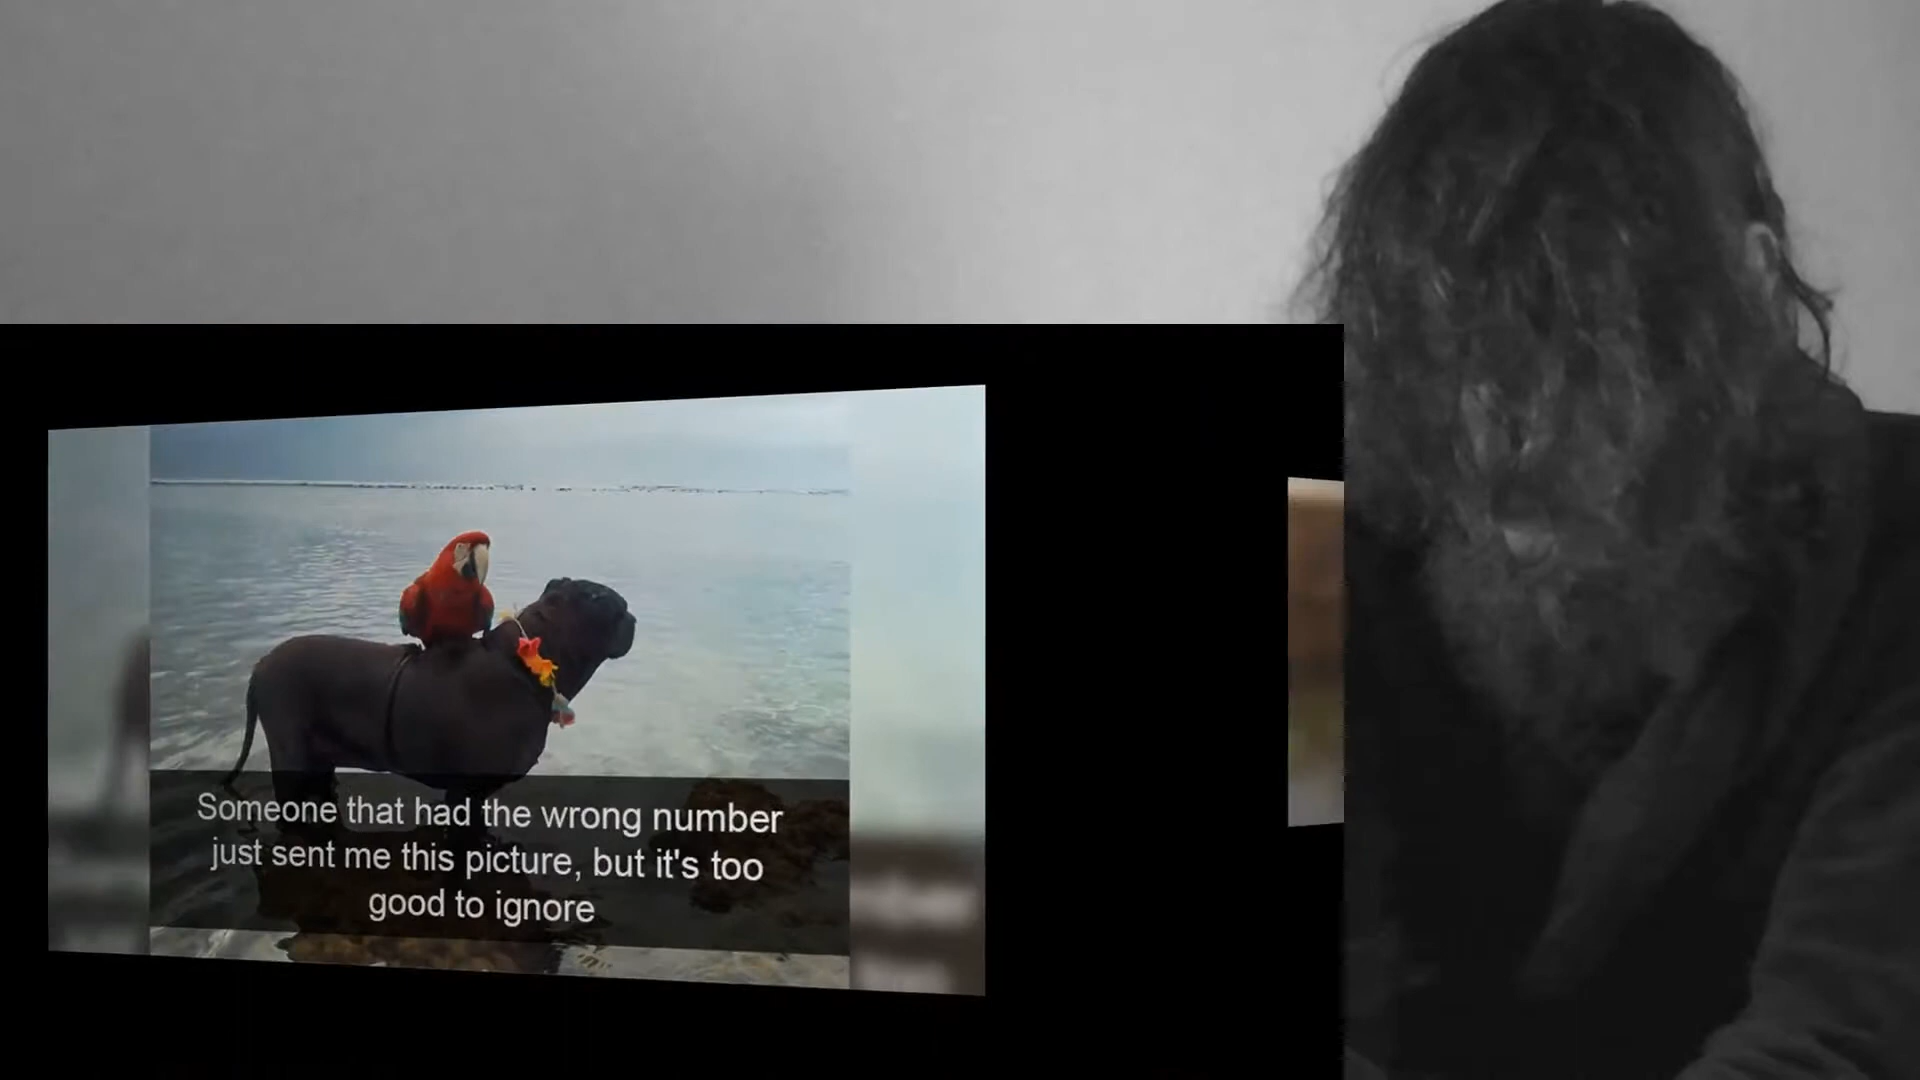 Someone that had the wrong number
just sent me this picture, but it's too
good to ignore